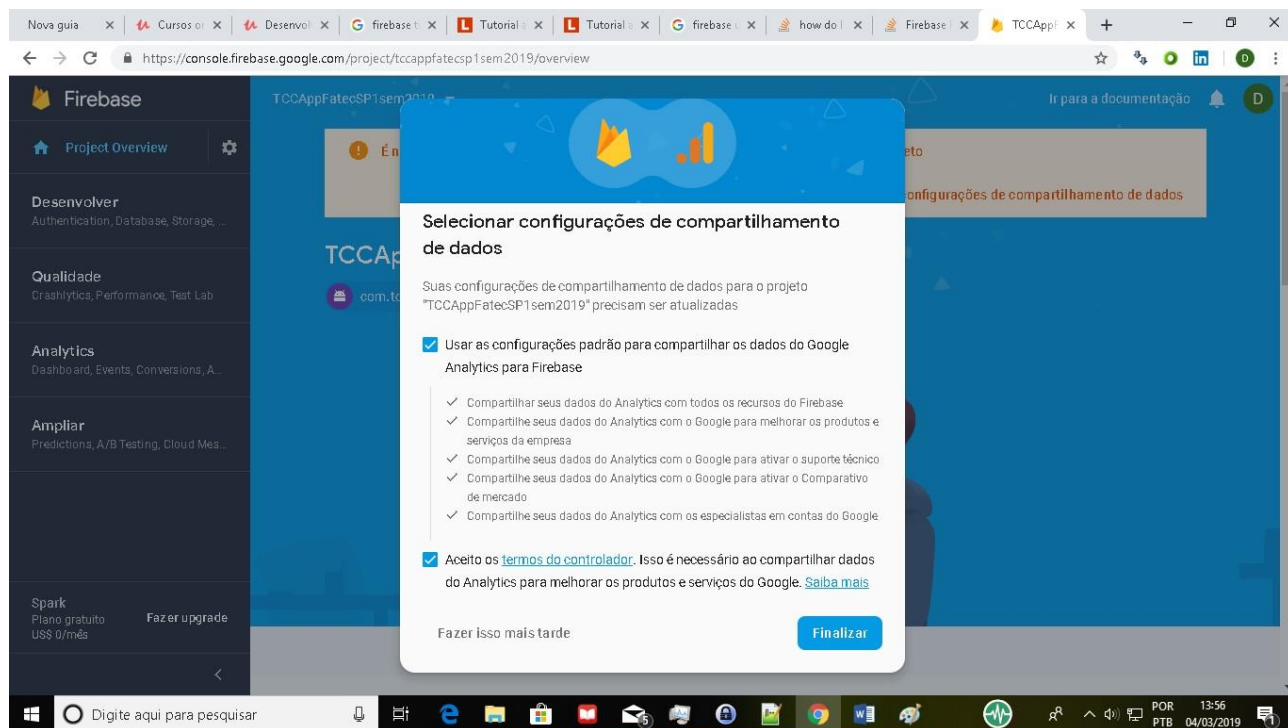 Nova guia
Cursos or
Desenvol
firebase t
Tutorial
Tutorial
firebase
how do I
Firebase
TCCAppF
https://console.firebase.google.com/project/tccappfatecsp1sem2019/overview
Firebase
TCCAppFatecSP1sem2019
Ir para a documentação
D
Project Overview
É n
eto
onfigurações de compartilhamento de dados
Desenvolver
Authentication, Database, Storage, ...
Qualidade
Crashlytics, Performance, Test Lab
Analytics
Dashboard, Events, Conversions, A...
Ampliar
Predictions, A/B Testing, Cloud Mes...
Spark
Plano gratuito
US$ 0/mês
Fazer upgrade
TCCAp
com.tc
Selecionar configurações de compartilhamento
de dados
Suas configurações de compartilhamento de dados para o projeto
"TCCAppFatecSP1sem2019" precisam ser atualizadas
Usar as configurações padrão para compartilhar os dados do Google
Analytics para Firebase
Compartilhar seus dados do Analytics com todos os recursos do Firebase
Compartilhe seus dados do Analytics com o Google para melhorar os produtos e
serviços da empresa
Compartilhe seus dados do Analytics com o Google para ativar o suporte técnico
Compartilhe seus dados do Analytics com o Google para ativar o Comparativo
de mercado
Compartilhe seus dados do Analytics com os especialistas em contas do Google
Aceito os termos do controlador. Isso é necessário ao compartilhar dados
do Analytics para melhorar os produtos e serviços do Google. Saiba mais
Fazer isso mais tarde
Finalizar
Digite aqui para pesquisar
POR
PTB
13:56
04/03/2019